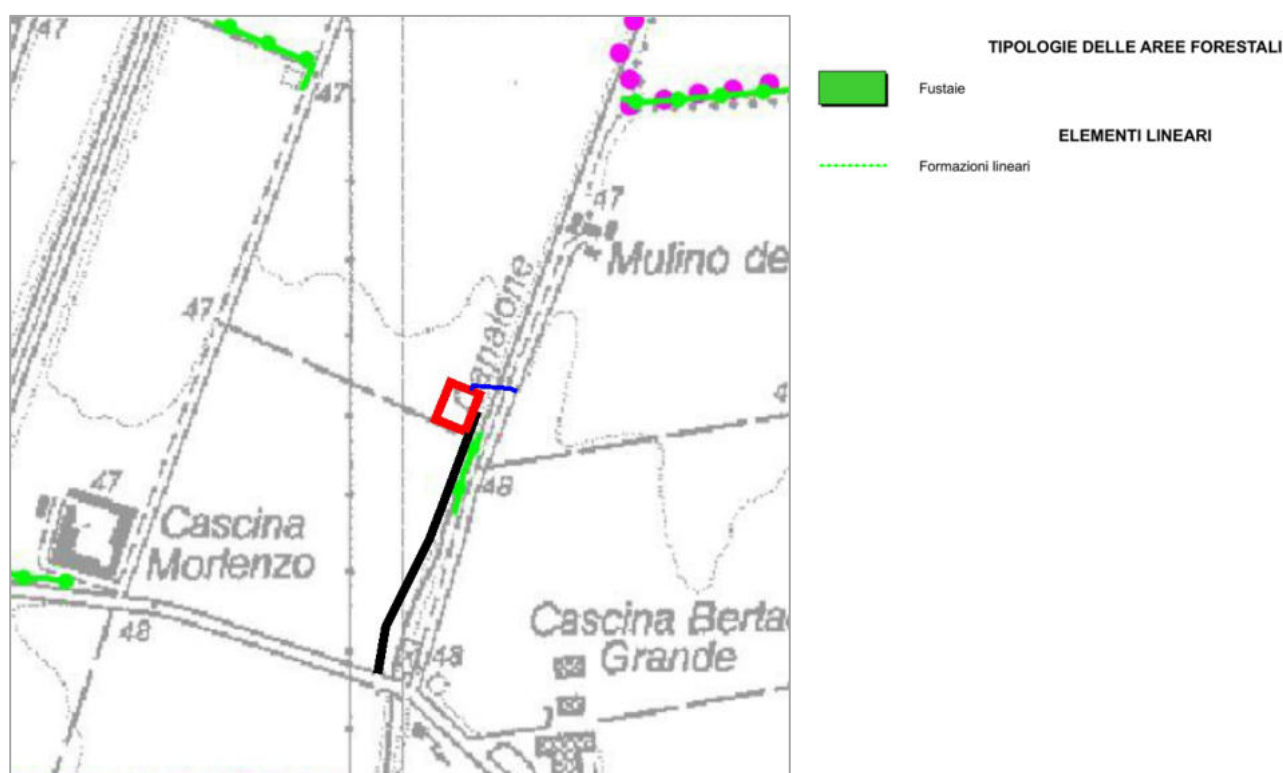 47
47
47
47
Canalone
Mulino de
47
48
47
Cascina
Morlenzo
48
48
Cascina Berta
Grande
TIPOLOGIE DELLE AREE FORESTALI
Fustaie
ELEMENTI LINEARI
Formazioni lineari